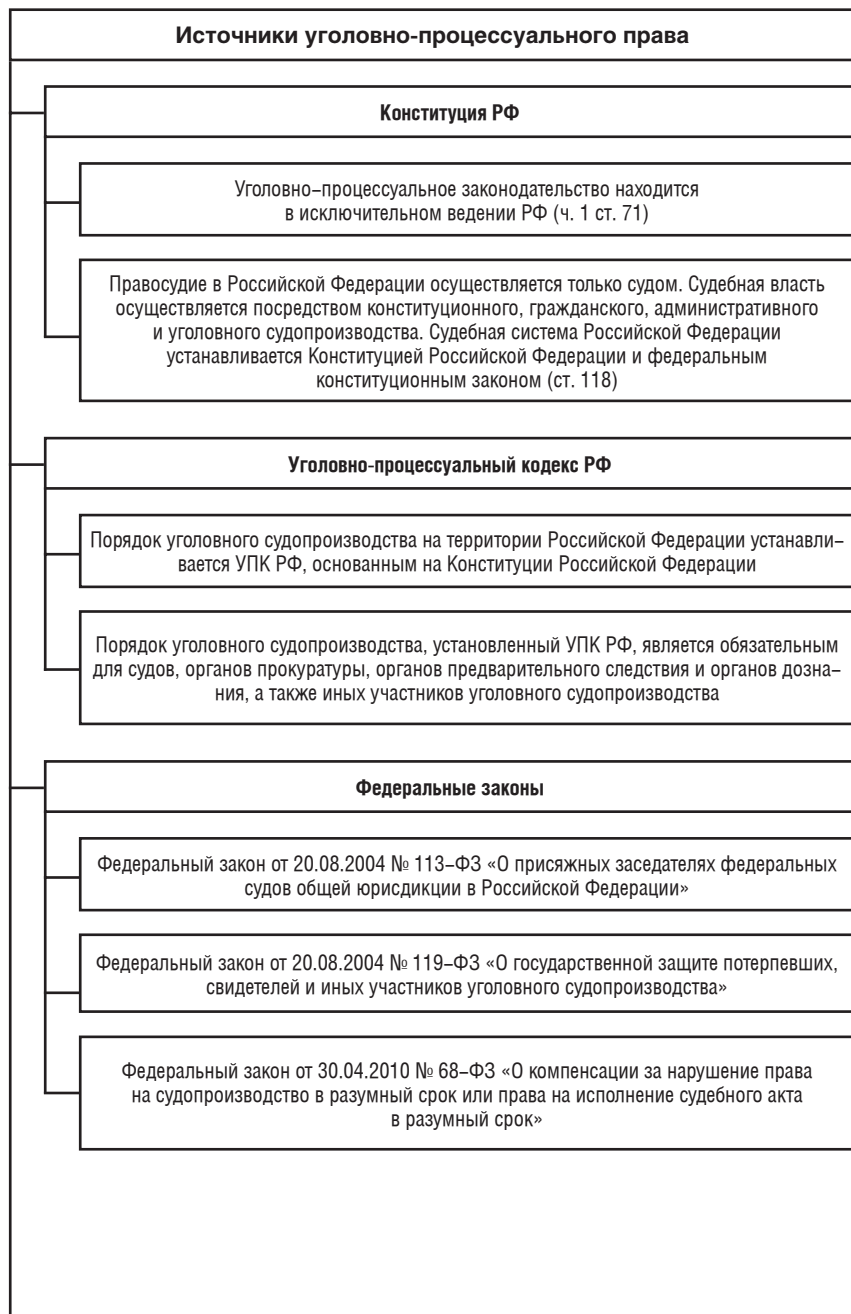 Источники уголовно-процессуального права
Конституция РФ
Уголовно–процессуальное законодательство находится
в исключительном ведении РФ (ч. 1 ст. 71)
Правосудие в Российской Федерации осуществляется только судом. Судебная власть
осуществляется посредством конституционного, гражданского, административного
и уголовного судопроизводства. Судебная система Российской Федерации
устанавливается Конституцией Российской Федерации и федеральным
конституционным законом (ст. 118)
Уголовно-процессуальный кодекс РФ
Порядок уголовного судопроизводства на территории Российской Федерации устанавли–
вается УПК РФ, основанным на Конституции Российской Федерации
Порядок уголовного судопроизводства, установленный УПК РФ, является обязательным
для судов, органов прокуратуры, органов предварительного следствия и органов дозна–
ния, а также иных участников уголовного судопроизводства
Федеральные законы
Федеральный закон от 20.08.2004 № 113–ФЗ «О присяжных заседателях федеральных
судов общей юрисдикции в Российской Федерации»
Федеральный закон от 20.08.2004 № 119–ФЗ «О государственной защите потерпевших,
свидетелей и иных участников уголовного судопроизводства»
Федеральный закон от 30.04.2010 № 68–ФЗ «О компенсации за нарушение права
на судопроизводство в разумный срок или права на исполнение судебного акта
в разумный срок»